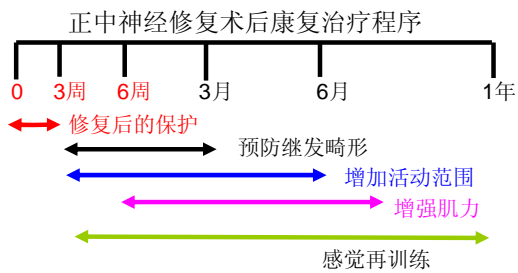 正中神经修复术后康复治疗程序
0 3周 6周 3月 6月 1年
修复后的保护
预防继发畸形
增加活动范围
增强肌力
感觉再训练